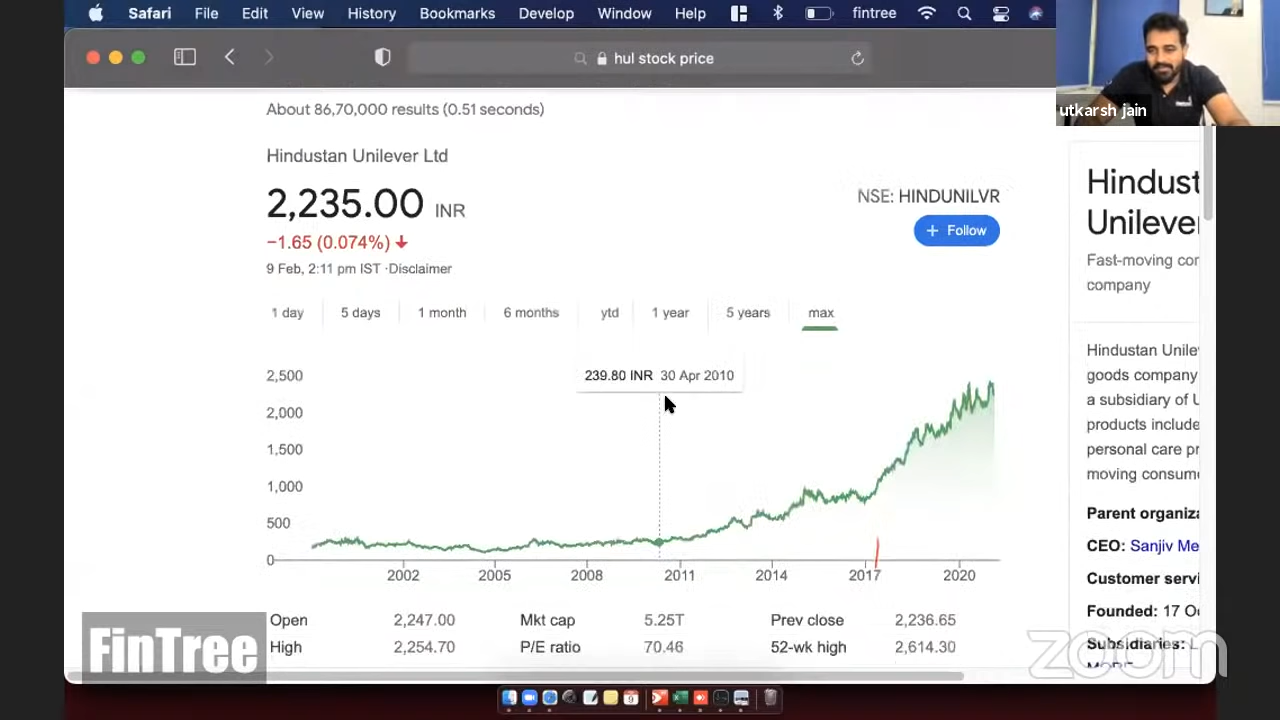 Safari File Edit View History Bookmarks Develop Window Help fintree
hul stock price
utkarsh jain
About 86,70,000 results (0.51 seconds)
Hindustan Unilever Ltd
2,235.00 INR
NSE: HINDUNILVR
+ Follow
−1.65 (0.074%)
9 Feb, 2:11 pm IST ·Disclaimer
1 day 5 days 1 month 6 months ytd 1 year 5 years max
239.80 INR 30 Apr 2010
2,500
2,000
1,500
1,000
500
0
2002 2005 2008 2011 2014 2017 2020
Open 2,247.00 Mkt cap 5.25T Prev close 2,236.65
High 2,254.70 P/E ratio 70.46 52-wk high 2,614.30
Hindust
Unilever
Fast-moving cor
company
Hindustan Unile
goods company
a subsidiary of U
products include
personal care pr
moving consume
Parent organiza
CEO: Sanjiv Me
Customer servi
Founded: 17 O
Subsidiaries: L
MORE
FinTree
zoom